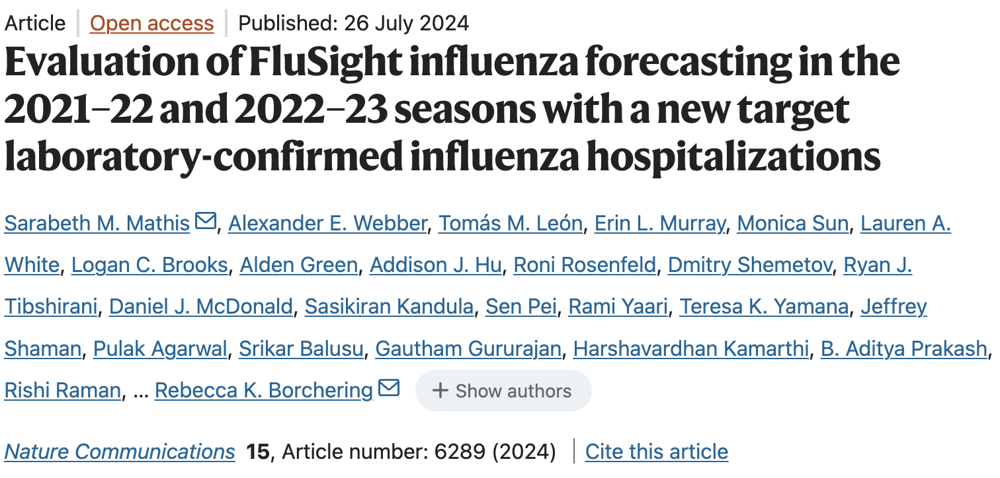 Article | Open access | Published: 26 July 2024
Evaluation of FluSight influenza forecasting in the
2021–22 and 2022–23 seasons with a new target
laboratory-confirmed influenza hospitalizations
Sarabeth M. Mathis, Alexander E. Webber, Tomás M. León, Erin L. Murray, Monica Sun, Lauren A.
White, Logan C. Brooks, Alden Green, Addison J. Hu, Roni Rosenfeld, Dmitry Shemetov, Ryan J.
Tibshirani, Daniel J. McDonald, Sasikiran Kandula, Sen Pei, Rami Yaari, Teresa K. Yamana, Jeffrey
Shaman, Pulak Agarwal, Srikar Balusu, Gautham Gururajan, Harshavardhan Kamarthi, B. Aditya Prakash,
Rishi Raman, … Rebecca K. Borchering + Show authors
Nature Communications 15, Article number: 6289 (2024) | Cite this article